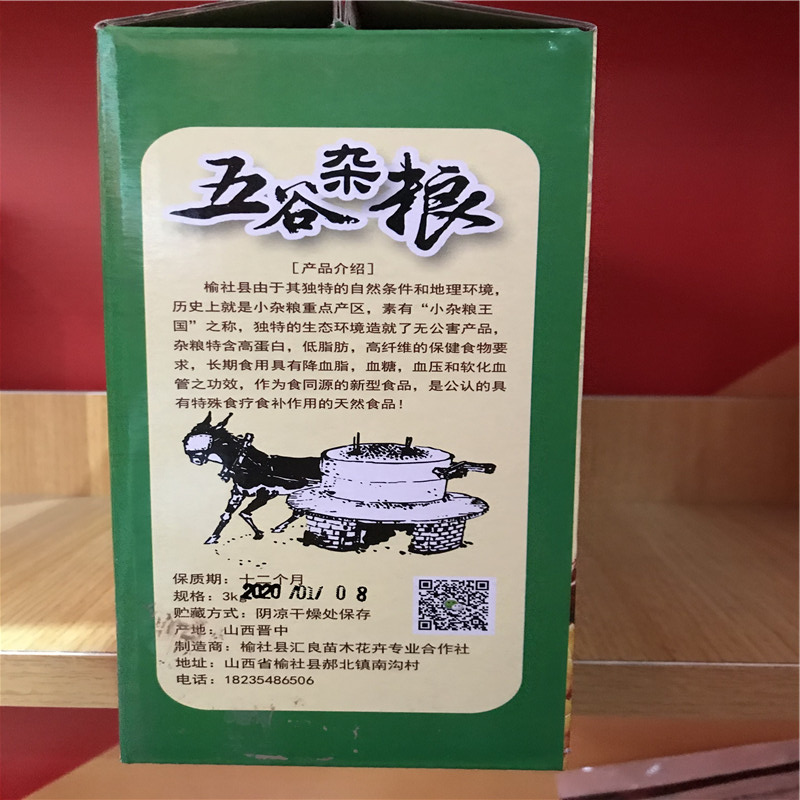 五谷杂粮
[产品介绍]
榆社县由于其独特的自然条件和地理环境，
历史上就是小杂粮重点产区，素有“小杂粮王
国”之称，独特的生态环境造就了无公害产品，
杂粮特含高蛋白，低脂肪，高纤维的保健食物要
求，长期食用具有降血脂，血糖，血压和软化血
管之功效，作为食同源的新型食品，是公认的具
有特殊食疗食补作用的天然食品！
保质期：十二个月
规格：3kg
2020/01/08
贮藏方式：阴凉干燥处保存
产地：山西晋中
制造商：榆社县汇良苗木花卉专业合作社
地址：山西省榆社县郝北镇南沟村
电话：18235486506